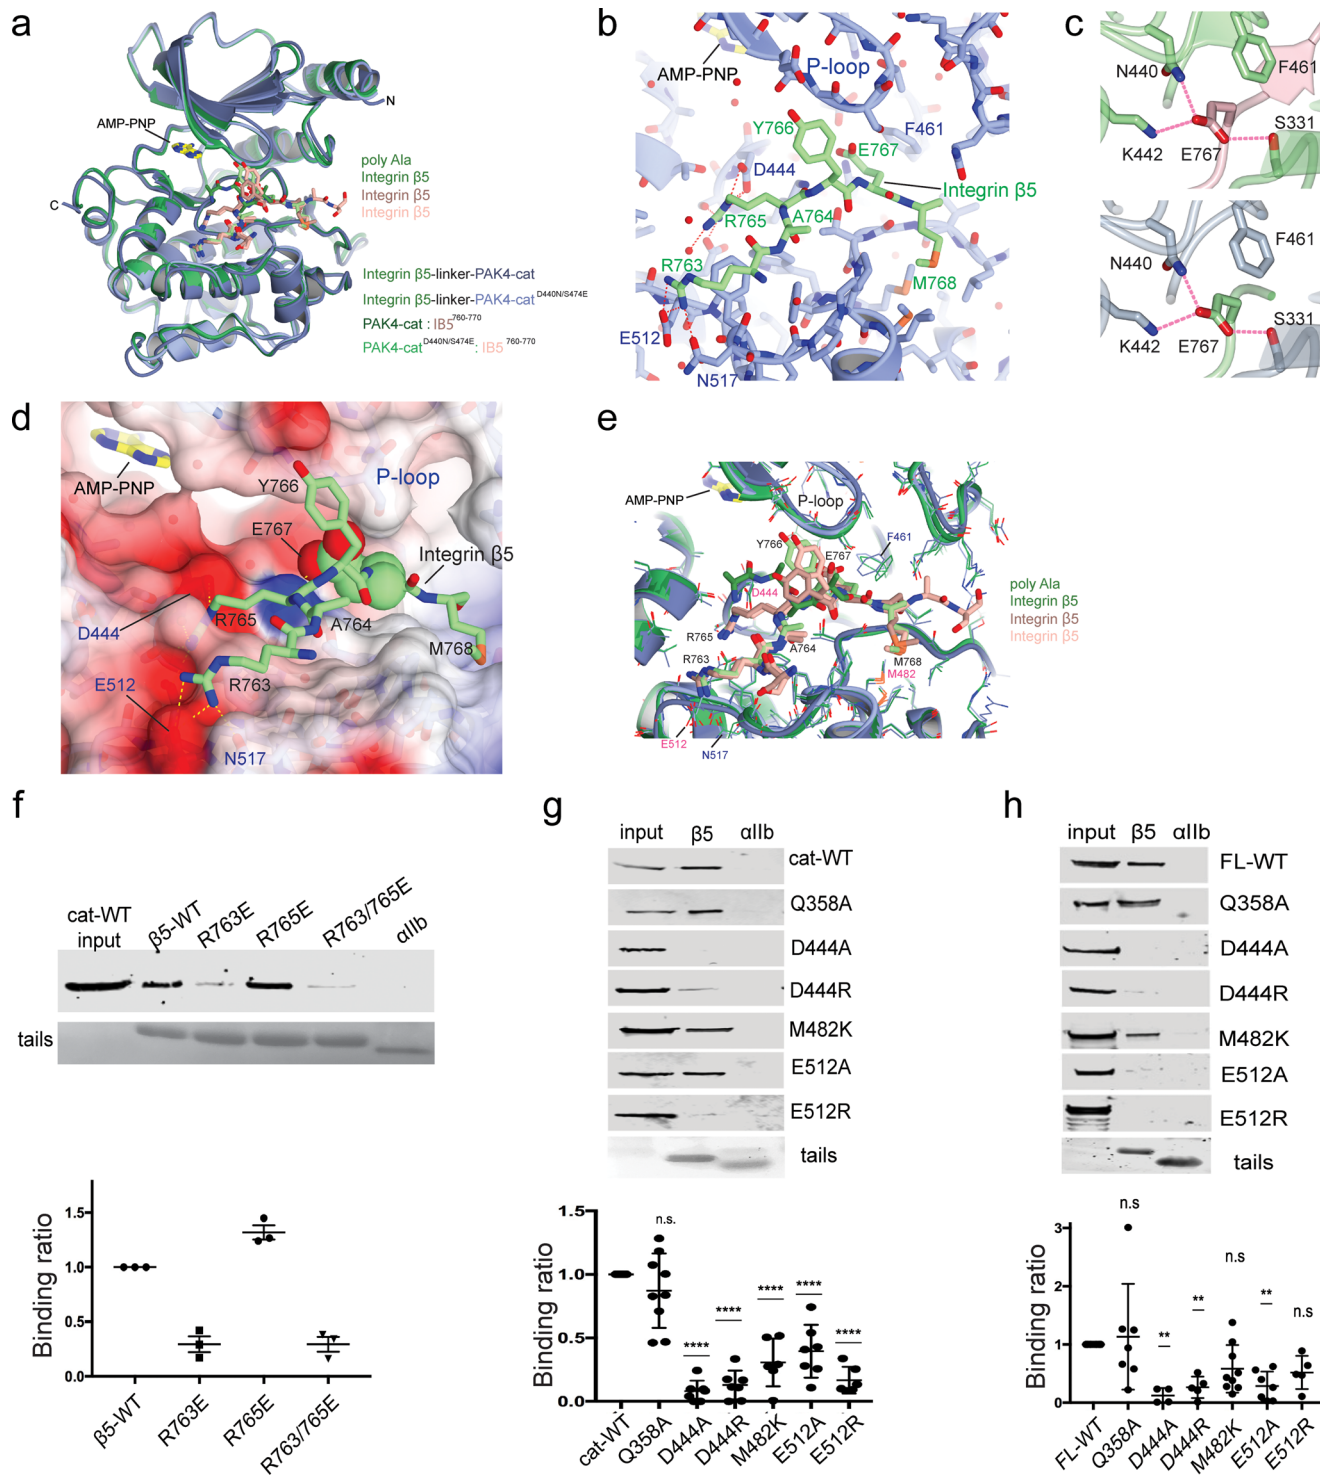 a
N
AMP-PNP
C
poly Ala
Integrin β5
Integrin β5
Integrin β5
Integrin β5-linker-PAK4-cat
Integrin β5-linker-PAK4-cat D440N/S474E
PAK4-cat : IB5 760-770
PAK4-cat D440N/S474E: IB5 760-770
b
AMP-PNP
P-loop
Y766
F461
E767
D444
Integrin β5
R765
A764
R763
M768
E512
N517
c
N440
F461
S331
K442
E767
N440
F461
S331
K442
E767
d
AMP-PNP
Y766
P-loop
E767
Integrin β5
D444
R765
A764
M768
E512
R763
N517
e
AMP-PNP
P-loop
Y766
E767
F461
D444
poly Ala
Integrin β5
Integrin β5
Integrin β5
R765
A764
R763
M768
M482
E512
N517
f
cat-WT
input
β5-WT
R763E
R765E
R763/765E
αIIb
tails
Binding ratio
1.5
1.0
0.5
0.0
β5-WT
R763E
R765E
R763/765E
g
input
β5
αIIb
cat-WT
Q358A
D444A
D444R
M482K
E512A
E512R
tails
Binding ratio
1.5
1.0
0.5
0.0
n.s.
****
****
****
****
****
cat-WT
Q358A
D444A
D444R
M482K
E512A
E512R
h
input
β5
αIIb
FL-WT
Q358A
D444A
D444R
M482K
E512A
E512R
tails
Binding ratio
3
2
1
0
n.s
**
**
n.s
**
n.s
FL-WT
Q358A
D444A
D444R
M482K
E512A
E512R